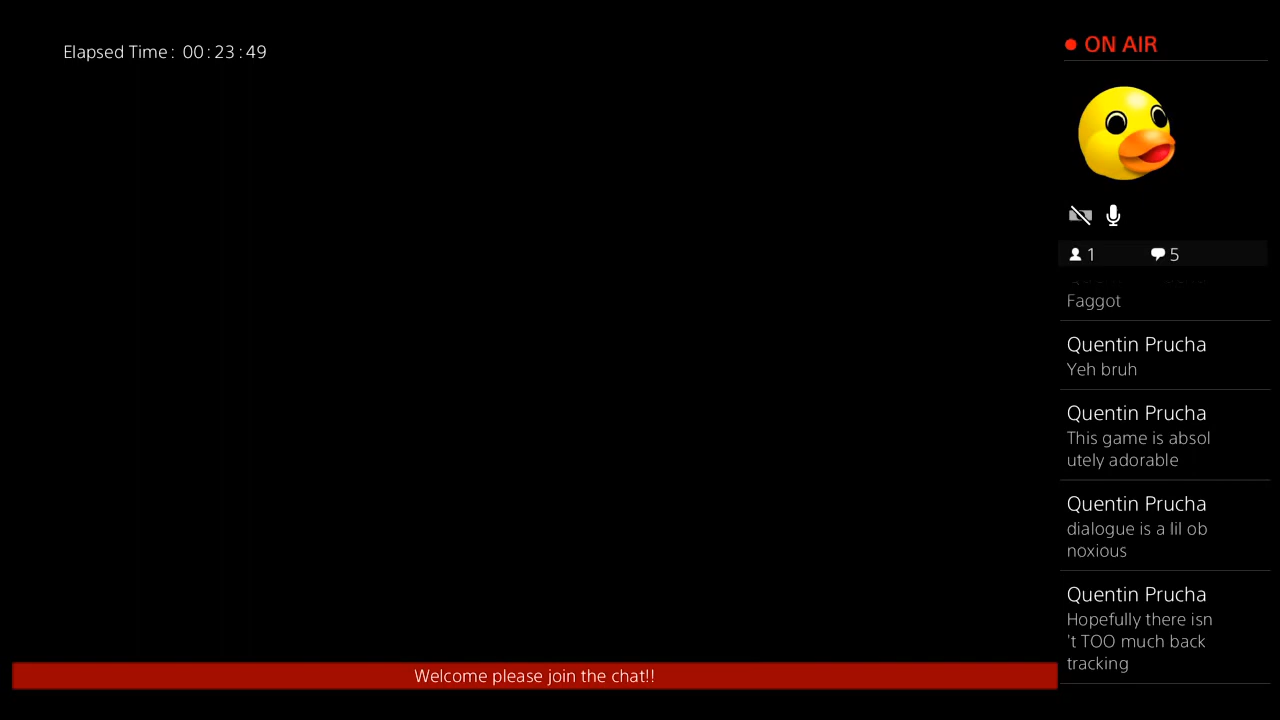 Elapsed Time: 00:23:49
ON AIR
1
5
Faggot
Quentin Prucha
Yeh bruh
Quentin Prucha
This game is absol
utely adorable
Quentin Prucha
dialogue is a lil ob
noxious
Quentin Prucha
Hopefully there isn
't TOO much back
tracking
Welcome please join the chat!!